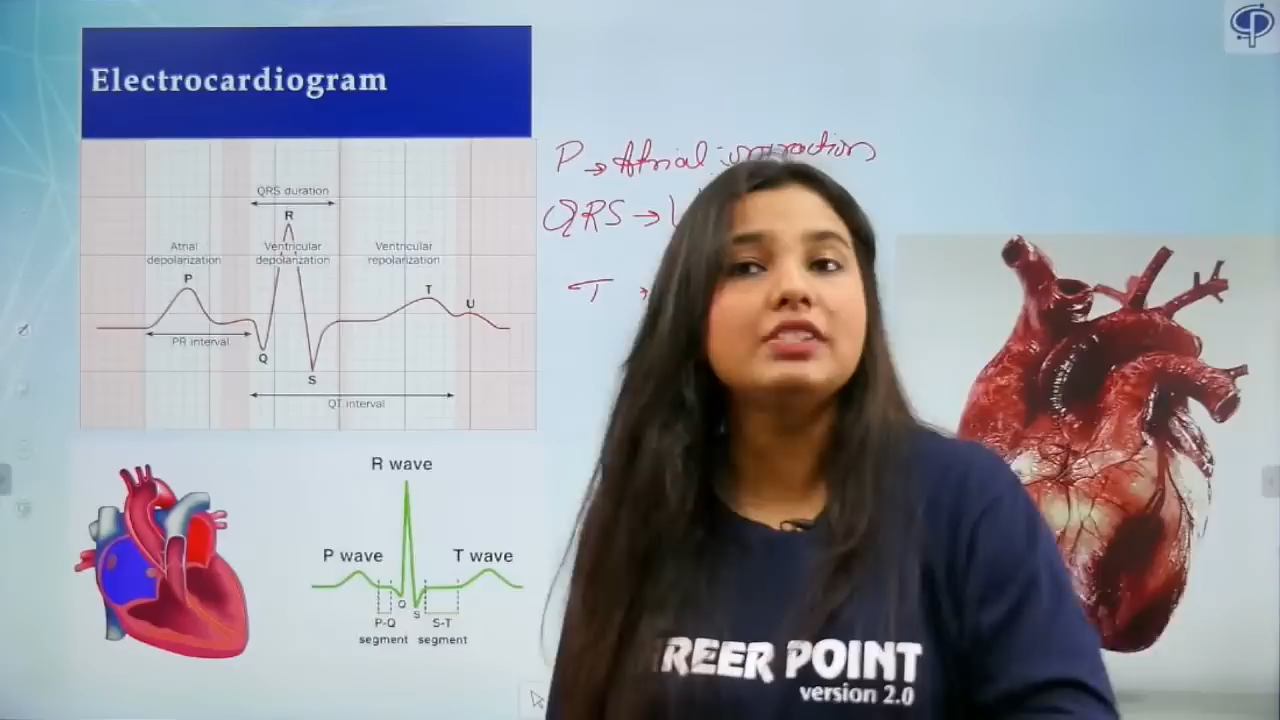 Electrocardiogram
QRS duration
R
Atrial
depolarization
Ventricular
depolarization
Ventricular
repolarization
P
T
U
PR interval
Q
S
QT interval
P → Atrial
QRS →
T
R wave
P wave
T wave
Q
S
P-Q
segment
S-T
segment
REER POINT
version 2.0